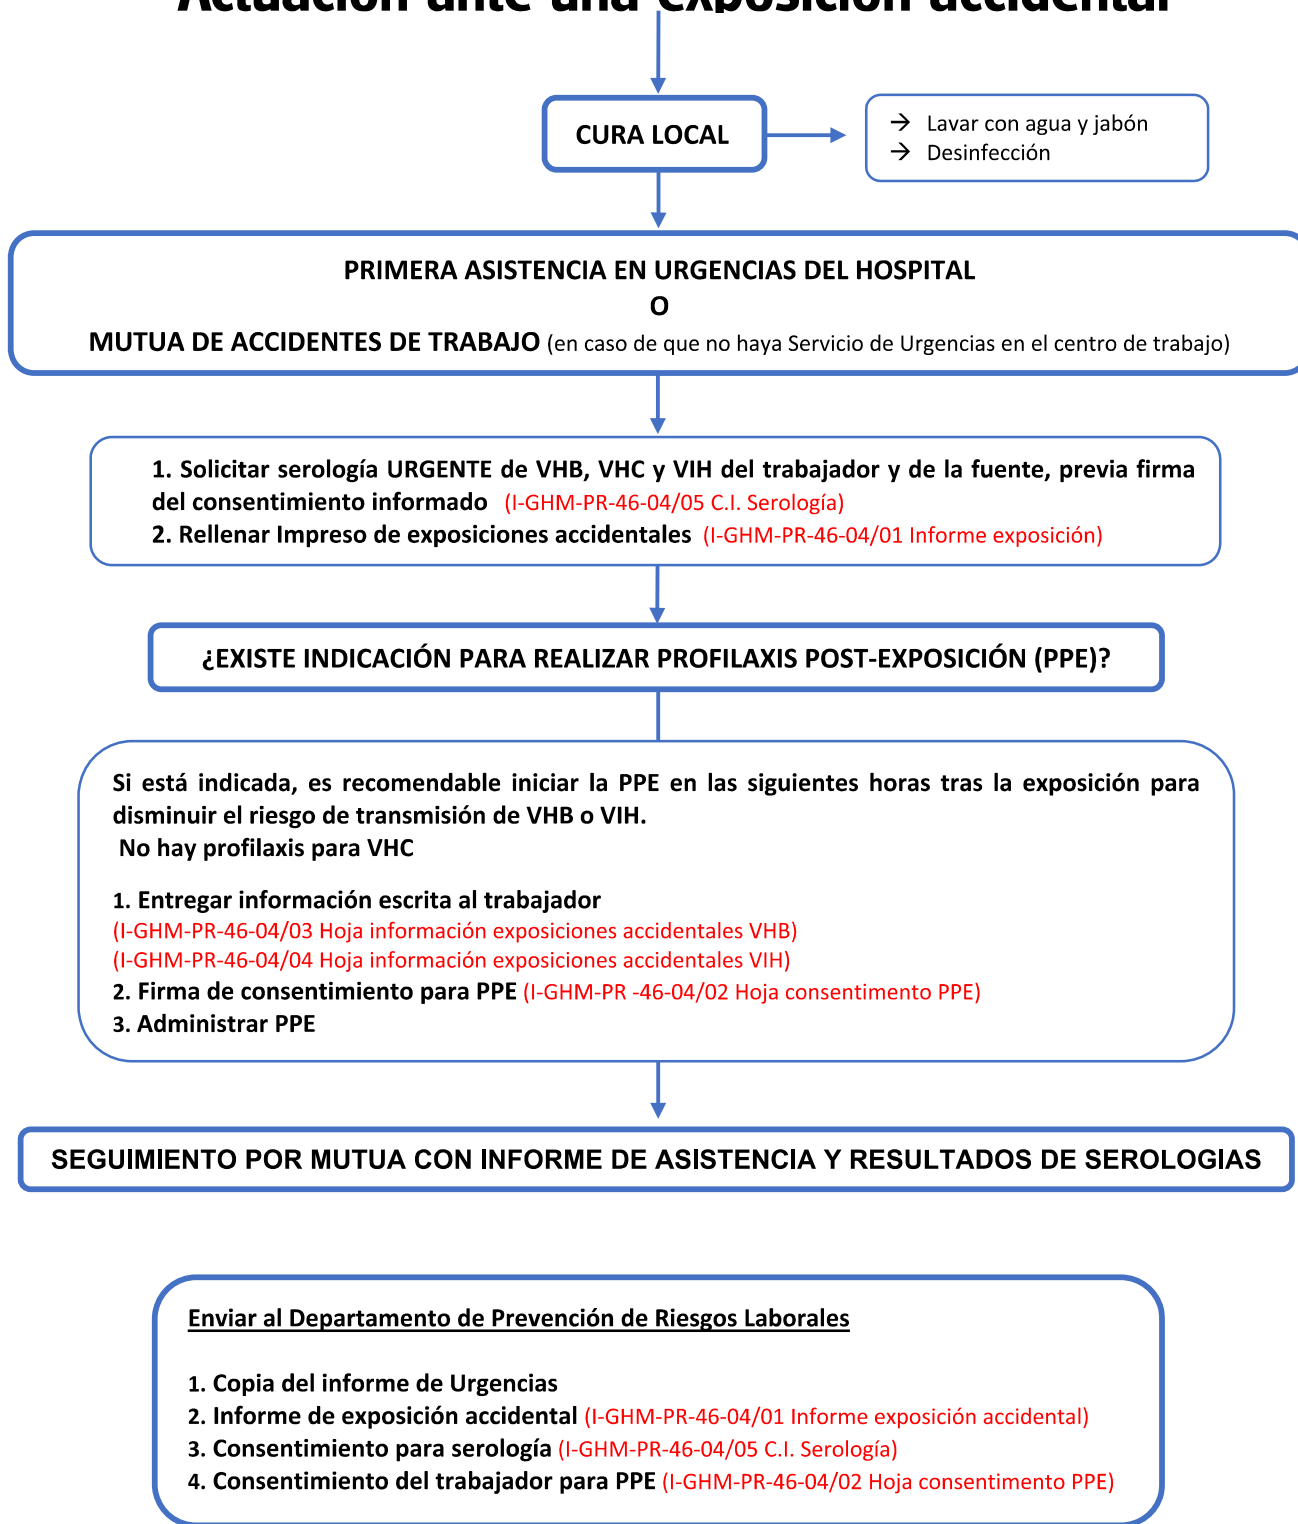 Actuación ante una exposición accidental
CURA LOCAL
→ Lavar con agua y jabón
→ Desinfección
PRIMERA ASISTENCIA EN URGENCIAS DEL HOSPITAL
O
MUTUA DE ACCIDENTES DE TRABAJO (en caso de que no haya Servicio de Urgencias en el centro de trabajo)
1. Solicitar serología URGENTE de VHB, VHC y VIH del trabajador y de la fuente, previa firma
del consentimiento informado (I-GHM-PR-46-04/05 C.I. Serología)
2. Rellenar Impreso de exposiciones accidentales (I-GHM-PR-46-04/01 Informe exposición)
¿EXISTE INDICACIÓN PARA REALIZAR PROFILAXIS POST-EXPOSICIÓN (PPE)?
Si está indicada, es recomendable iniciar la PPE en las siguientes horas tras la exposición para
disminuir el riesgo de transmisión de VHB o VIH.
No hay profilaxis para VHC
1. Entregar información escrita al trabajador
(I-GHM-PR-46-04/03 Hoja información exposiciones accidentales VHB)
(I-GHM-PR-46-04/04 Hoja información exposiciones accidentales VIH)
2. Firma de consentimiento para PPE (I-GHM-PR -46-04/02 Hoja consentimento PPE)
3. Administrar PPE
SEGUIMIENTO POR MUTUA CON INFORME DE ASISTENCIA Y RESULTADOS DE SEROLOGIAS
Enviar al Departamento de Prevención de Riesgos Laborales
1. Copia del informe de Urgencias
2. Informe de exposición accidental (I-GHM-PR-46-04/01 Informe exposición accidental)
3. Consentimiento para serología (I-GHM-PR-46-04/05 C.I. Serología)
4. Consentimiento del trabajador para PPE (I-GHM-PR-46-04/02 Hoja consentimento PPE)